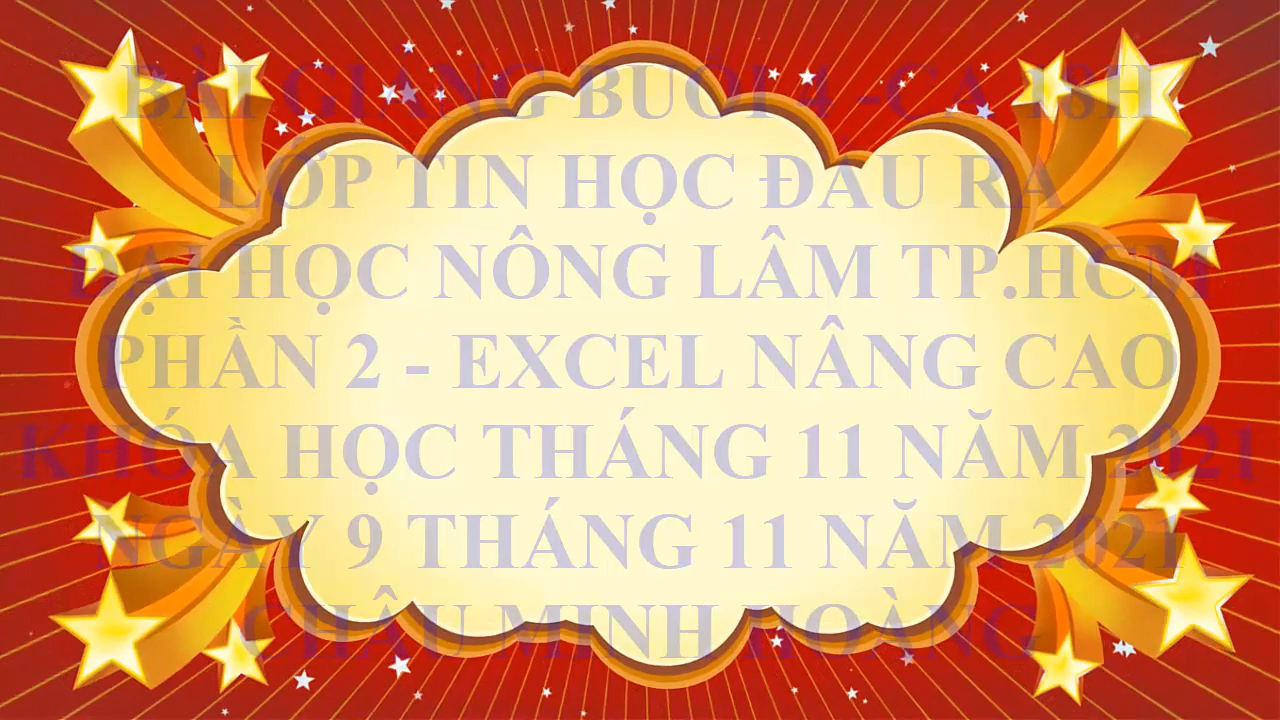 BÀI GIẢNG BUỔI 4 -CA 18H
LỚP TIN HỌC ĐẦU RA
ĐẠI HỌC NÔNG LÂM TP.HCM
PHẦN 2 - EXCEL NÂNG CAO
KHÓA HỌC THÁNG 11 NĂM 2021
NGÀY 9 THÁNG 11 NĂM 2021
CHÂU MINH HOÀNG